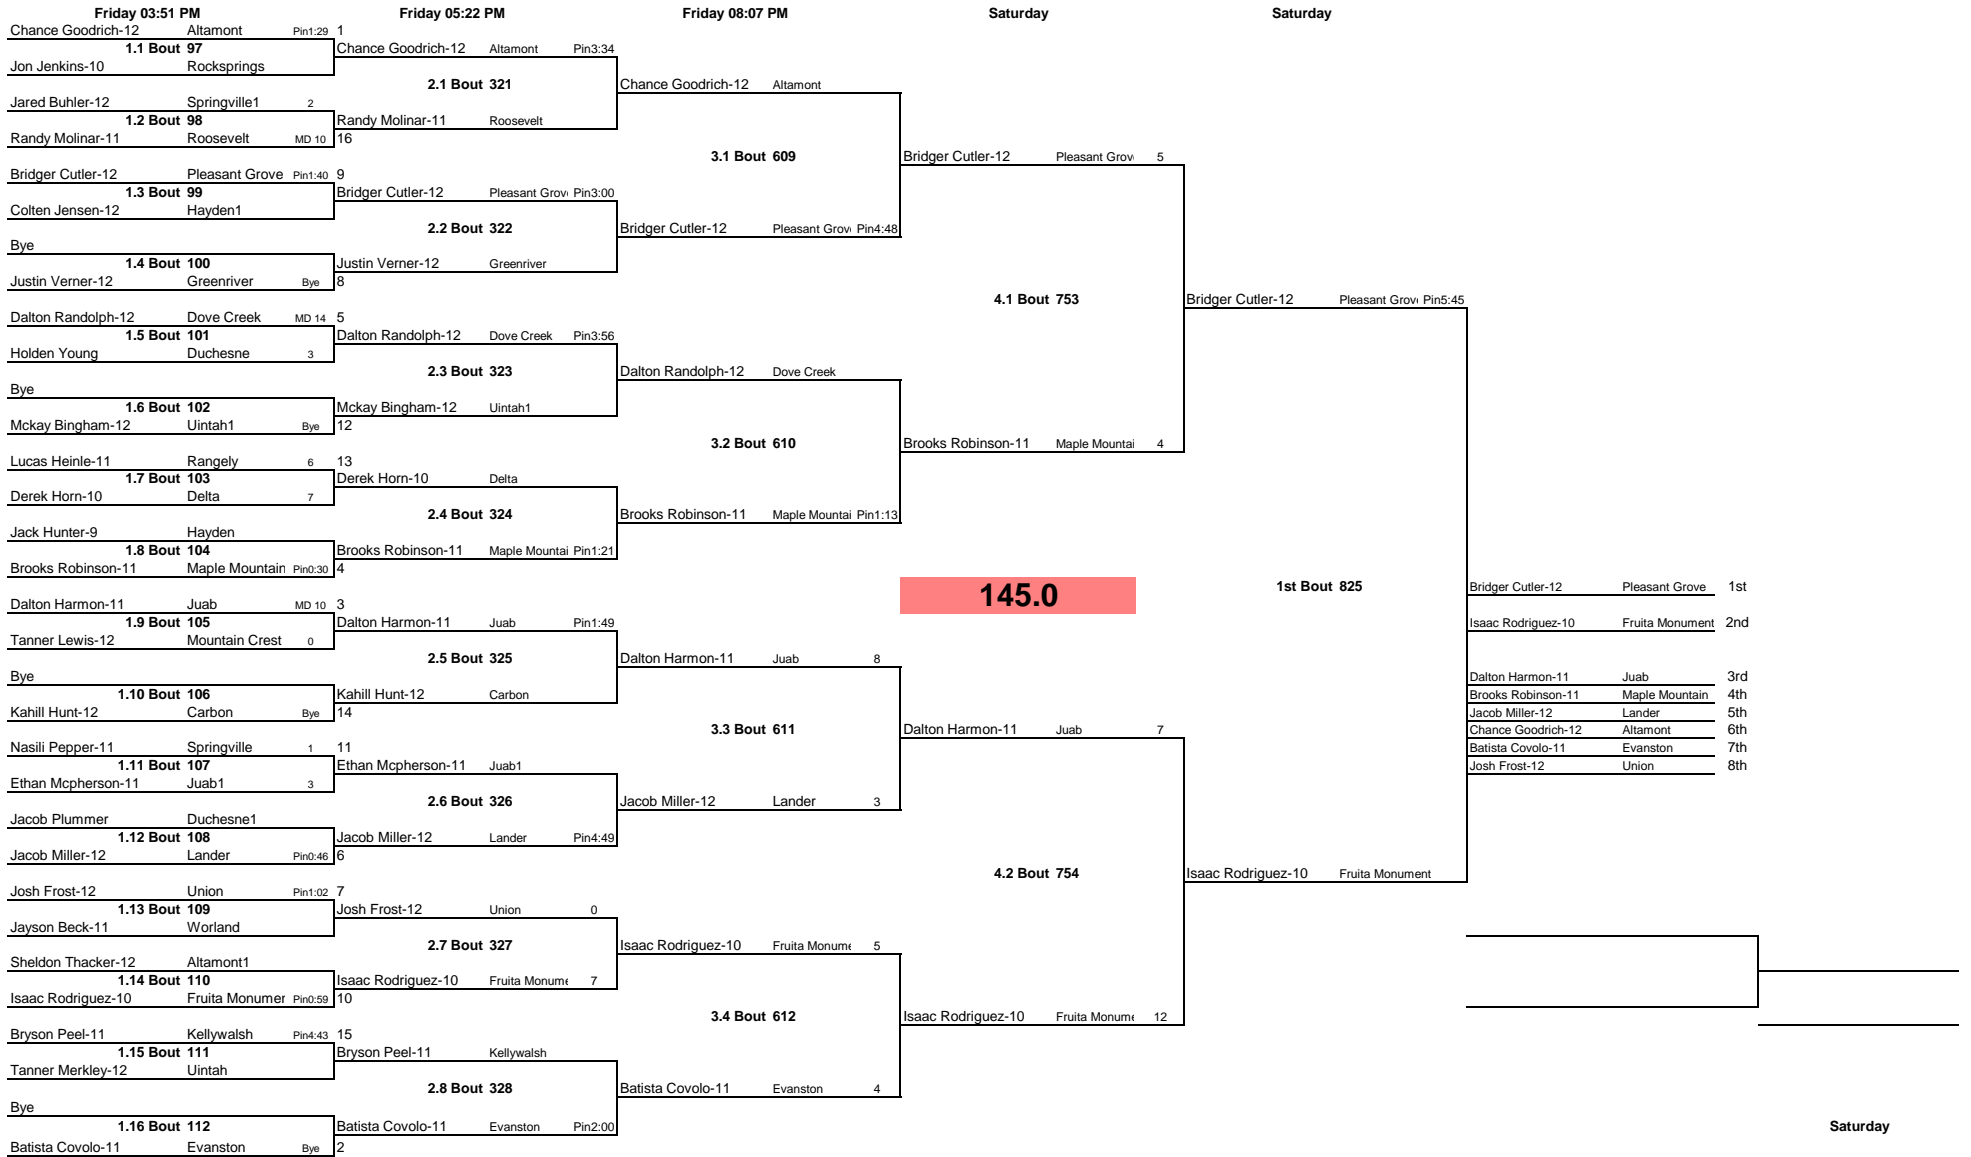 Friday 03:51 PM Friday 05:22 PM Friday 08:07 PM Saturday Saturday
Chance Goodrich-12 Altamont Pin1:29 1
1.1 Bout 97 Chance Goodrich-12 Altamont Pin3:34
Jon Jenkins-10 Rocksprings
2.1 Bout 321 Chance Goodrich-12 Altamont
Jared Buhler-12 Springville1 2
1.2 Bout 98 Randy Molinar-11 Roosevelt
Randy Molinar-11 Roosevelt MD 10 16
3.1 Bout 609 Bridger Cutler-12 Pleasant Grov 5
Bridger Cutler-12 Pleasant Grove Pin1:40 9
1.3 Bout 99 Bridger Cutler-12 Pleasant Grov Pin3:00
Colten Jensen-12 Hayden1
2.2 Bout 322 Bridger Cutler-12 Pleasant Grov Pin4:48
Bye
1.4 Bout 100 Justin Verner-12 Greenriver
Justin Verner-12 Greenriver Bye 8
4.1 Bout 753 Bridger Cutler-12 Pleasant Grov Pin5:45
Dalton Randolph-12 Dove Creek MD 14 5
1.5 Bout 101 Dalton Randolph-12 Dove Creek Pin3:56
Holden Young Duchesne 3
2.3 Bout 323 Dalton Randolph-12 Dove Creek
Bye
1.6 Bout 102 Mckay Bingham-12 Uintah1
Mckay Bingham-12 Uintah1 Bye 12
3.2 Bout 610 Brooks Robinson-11 Maple Mountai 4
Lucas Heinle-11 Rangely 6 13
1.7 Bout 103 Derek Horn-10 Delta
Derek Horn-10 Delta 7
2.4 Bout 324 Brooks Robinson-11 Maple Mountai Pin1:13
Jack Hunter-9 Hayden
1.8 Bout 104 Brooks Robinson-11 Maple Mountai Pin1:21
Brooks Robinson-11 Maple Mountain Pin0:30 4
145.0 1st Bout 825 Bridger Cutler-12 Pleasant Grove 1st
Dalton Harmon-11 Juab MD 10 3
1.9 Bout 105 Dalton Harmon-11 Juab Pin1:49 Isaac Rodriguez-10 Fruita Monument 2nd
Tanner Lewis-12 Mountain Crest 0
2.5 Bout 325 Dalton Harmon-11 Juab 8
Bye Dalton Harmon-11 Juab 3rd
1.10 Bout 106 Kahill Hunt-12 Carbon Brooks Robinson-11 Maple Mountain 4th
Kahill Hunt-12 Carbon Bye 14 Jacob Miller-12 Lander 5th
3.3 Bout 611 Dalton Harmon-11 Juab 7 Chance Goodrich-12 Altamont 6th
Nasili Pepper-11 Springville 1 11 Batista Covolo-11 Evanston 7th
1.11 Bout 107 Ethan Mcpherson-11 Juab1 Josh Frost-12 Union 8th
Ethan Mcpherson-11 Juab1 3
2.6 Bout 326 Jacob Miller-12 Lander 3
Jacob Plummer Duchesne1
1.12 Bout 108 Jacob Miller-12 Lander Pin4:49
Jacob Miller-12 Lander Pin0:46 6
4.2 Bout 754 Isaac Rodriguez-10 Fruita Monument
Josh Frost-12 Union Pin1:02 7
1.13 Bout 109 Josh Frost-12 Union 0
Jayson Beck-11 Worland
2.7 Bout 327 Isaac Rodriguez-10 Fruita Monume 5
Sheldon Thacker-12 Altamont1
1.14 Bout 110 Isaac Rodriguez-10 Fruita Monume 7
Isaac Rodriguez-10 Fruita Monumer Pin0:59 10
3.4 Bout 612 Isaac Rodriguez-10 Fruita Monume 12
Bryson Peel-11 Kellywalsh Pin4:43 15
1.15 Bout 111 Bryson Peel-11 Kellywalsh
Tanner Merkley-12 Uintah
2.8 Bout 328 Batista Covolo-11 Evanston 4
Bye
1.16 Bout 112 Batista Covolo-11 Evanston Pin2:00 Saturday
Batista Covolo-11 Evanston Bye 2